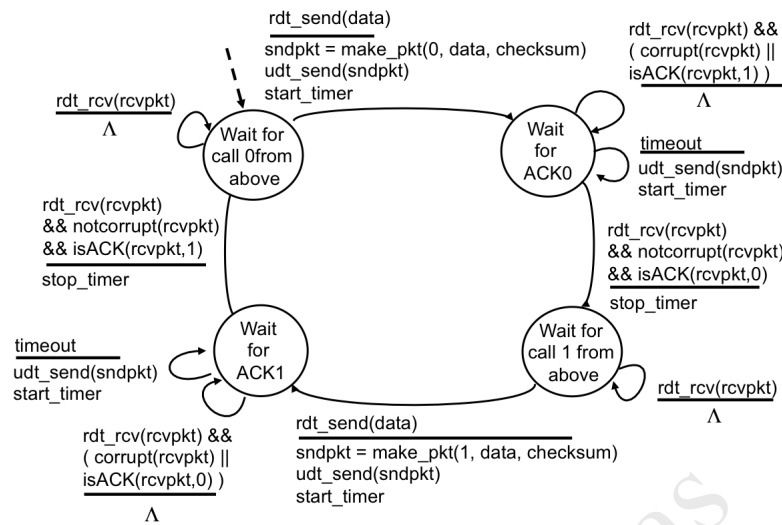 rdt_send(data)
sndpkt = make_pkt(0, data, checksum)
udt_send(sndpkt)
start_timer
rdt_rcv(rcvpkt) &&
( corrupt(rcvpkt) ||
isACK(rcvpkt,1) )
Λ
rdt_rcv(rcvpkt)
Λ
Wait for
call 0from
above
Wait
for
ACK0
timeout
udt_send(sndpkt)
start_timer
rdt_rcv(rcvpkt)
&& notcorrupt(rcvpkt)
&& isACK(rcvpkt,1)
stop_timer
rdt_rcv(rcvpkt)
&& notcorrupt(rcvpkt)
&& isACK(rcvpkt,0)
stop_timer
Wait
for
ACK1
Wait for
call 1 from
above
timeout
udt_send(sndpkt)
start_timer
rdt_rcv(rcvpkt)
Λ
rdt_send(data)
sndpkt = make_pkt(1, data, checksum)
udt_send(sndpkt)
start_timer
rdt_rcv(rcvpkt) &&
( corrupt(rcvpkt) ||
isACK(rcvpkt,0) )
Λ